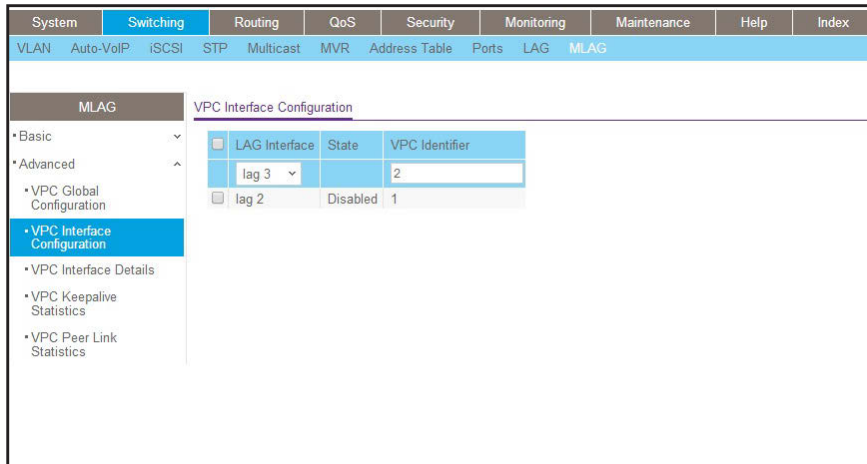 System Switching Routing QoS Security Monitoring Maintenance Help Index
VLAN Auto-VoIP iSCSI STP Multicast MVR Address Table Ports LAG MLAG
MLAG
Basic
Advanced
VPC Global
Configuration
VPC Interface
Configuration
VPC Interface Details
VPC Keepalive
Statistics
VPC Peer Link
Statistics
VPC Interface Configuration
LAG Interface State VPC Identifier
lag 3 2
lag 2 Disabled 1